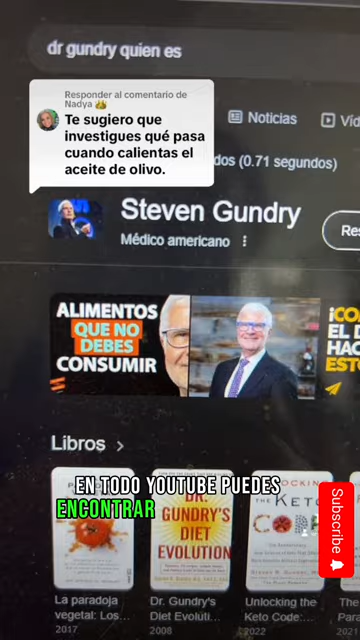 dr gundry quien es
Responder al comentario de
Nadya
Te sugiero que
investigues qué pasa
cuando calientas el
aceite de olivo.
Noticias
dos (0.71 segundos)
Steven Gundry
Médico americano
ALIMENTOS
QUE NO
DEBES
CONSUMIR
Libros
EN TODO YOUTUBE PUEDES
ENCONTRAR
DR.
GUNDRY'S
DIET
EVOLUTION
THE KETO
Subscribe
La paradoja
vegetal: Los...
2017
Dr. Gundry's
Diet Evoluti...
2008
Unlocking the
Keto Code:...
2022